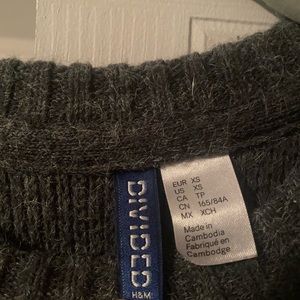 DIVIDED
H&M
EUR XS
US XS
CA TP
CN 165/84A
MX XCH
Made in
Cambodia
Fabriqué en
Cambodge